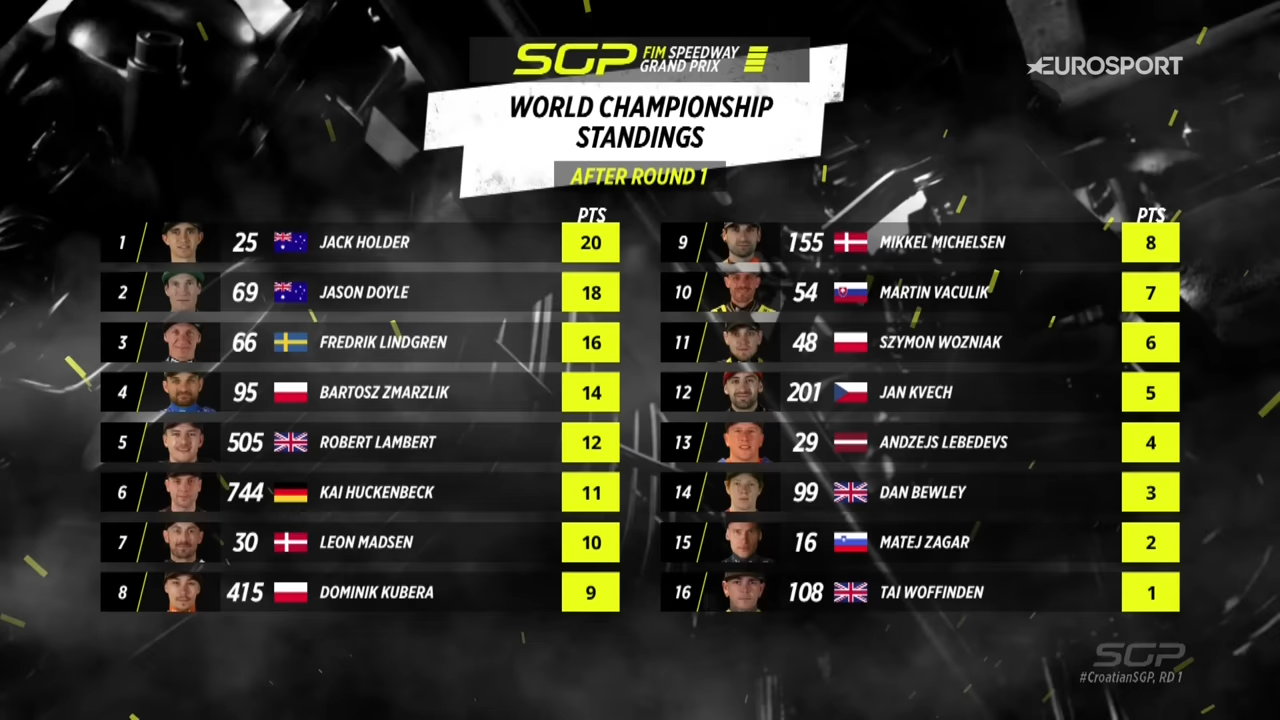 SGP FIM SPEEDWAY
GRAND PRIX
EUROSPORT
WORLD CHAMPIONSHIP
STANDINGS
AFTER ROUND 1
PTS
1 25 JACK HOLDER 20
2 69 JASON DOYLE 18
3 66 FREDRIK LINDGREN 16
4 95 BARTOSZ ZMARZLIK 14
5 505 ROBERT LAMBERT 12
6 744 KAI HUCKENBECK 11
7 30 LEON MADSEN 10
8 415 DOMINIK KUBERA 9
PTS
9 155 MIKKEL MICHELSEN 8
10 54 MARTIN VACULIK 7
11 48 SZYMON WOZNIAK 6
12 201 JAN KVECH 5
13 29 ANDZEJS LEBEDEVS 4
14 99 DAN BEWLEY 3
15 16 MATEJ ZAGAR 2
16 108 TAI WOFFINDEN 1
SGP
#CroatianSGP, RD 1